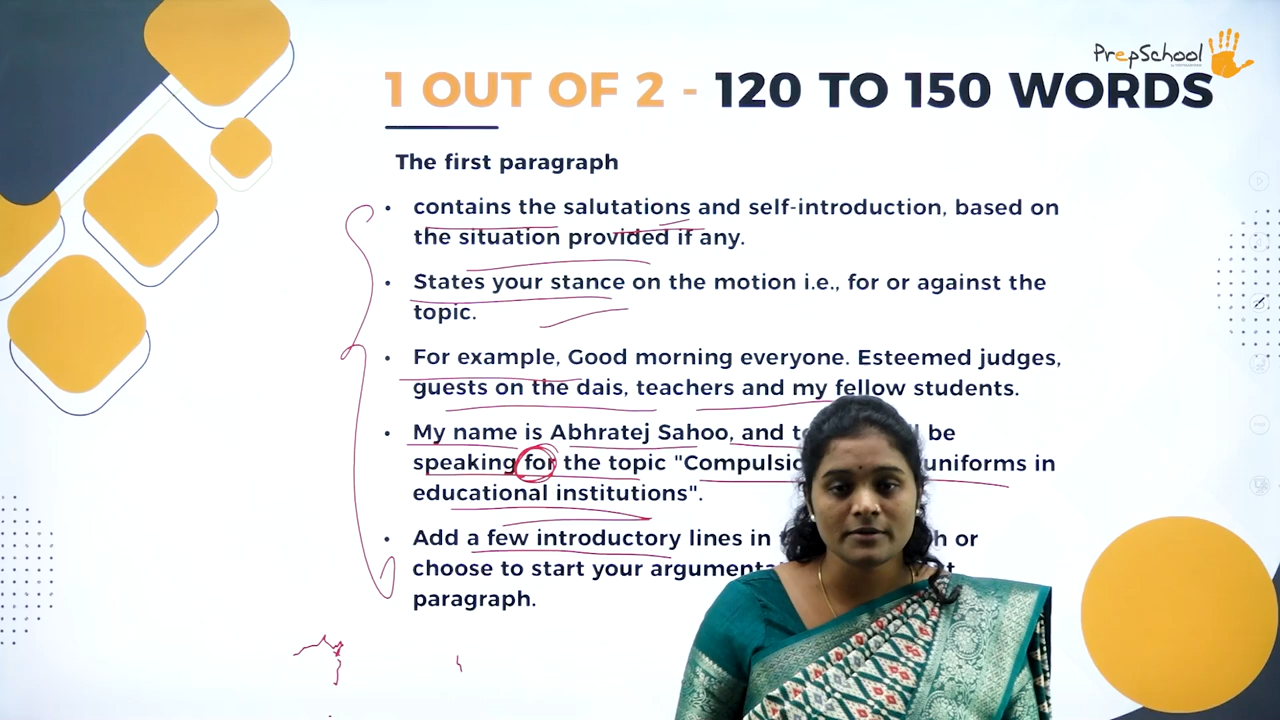 PrepSchool
1 OUT OF 2 - 120 TO 150 WORDS
The first paragraph
• contains the salutations and self-introduction, based on
the situation provided if any.
• States your stance on the motion i.e., for or against the
topic.
• For example, Good morning everyone. Esteemed judges,
guests on the dais, teachers and my fellow students.
• My name is Abhratej Sahoo, and be
speaking for the topic "Compulsi uniforms in
educational institutions".
• Add a few introductory lines in or
choose to start your argumenta
paragraph.